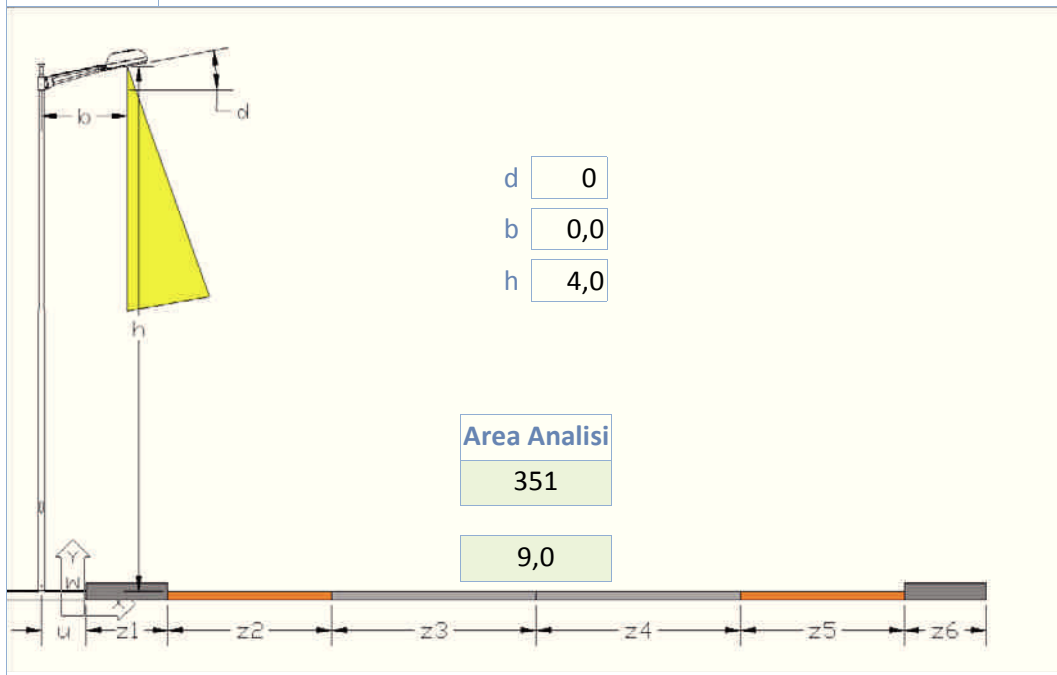 d
b
d 0
b 0,0
h 4,0
h
Area Analisi
351
9,0
Y
W
X
u z1 z2 z3 z4 z5 z6